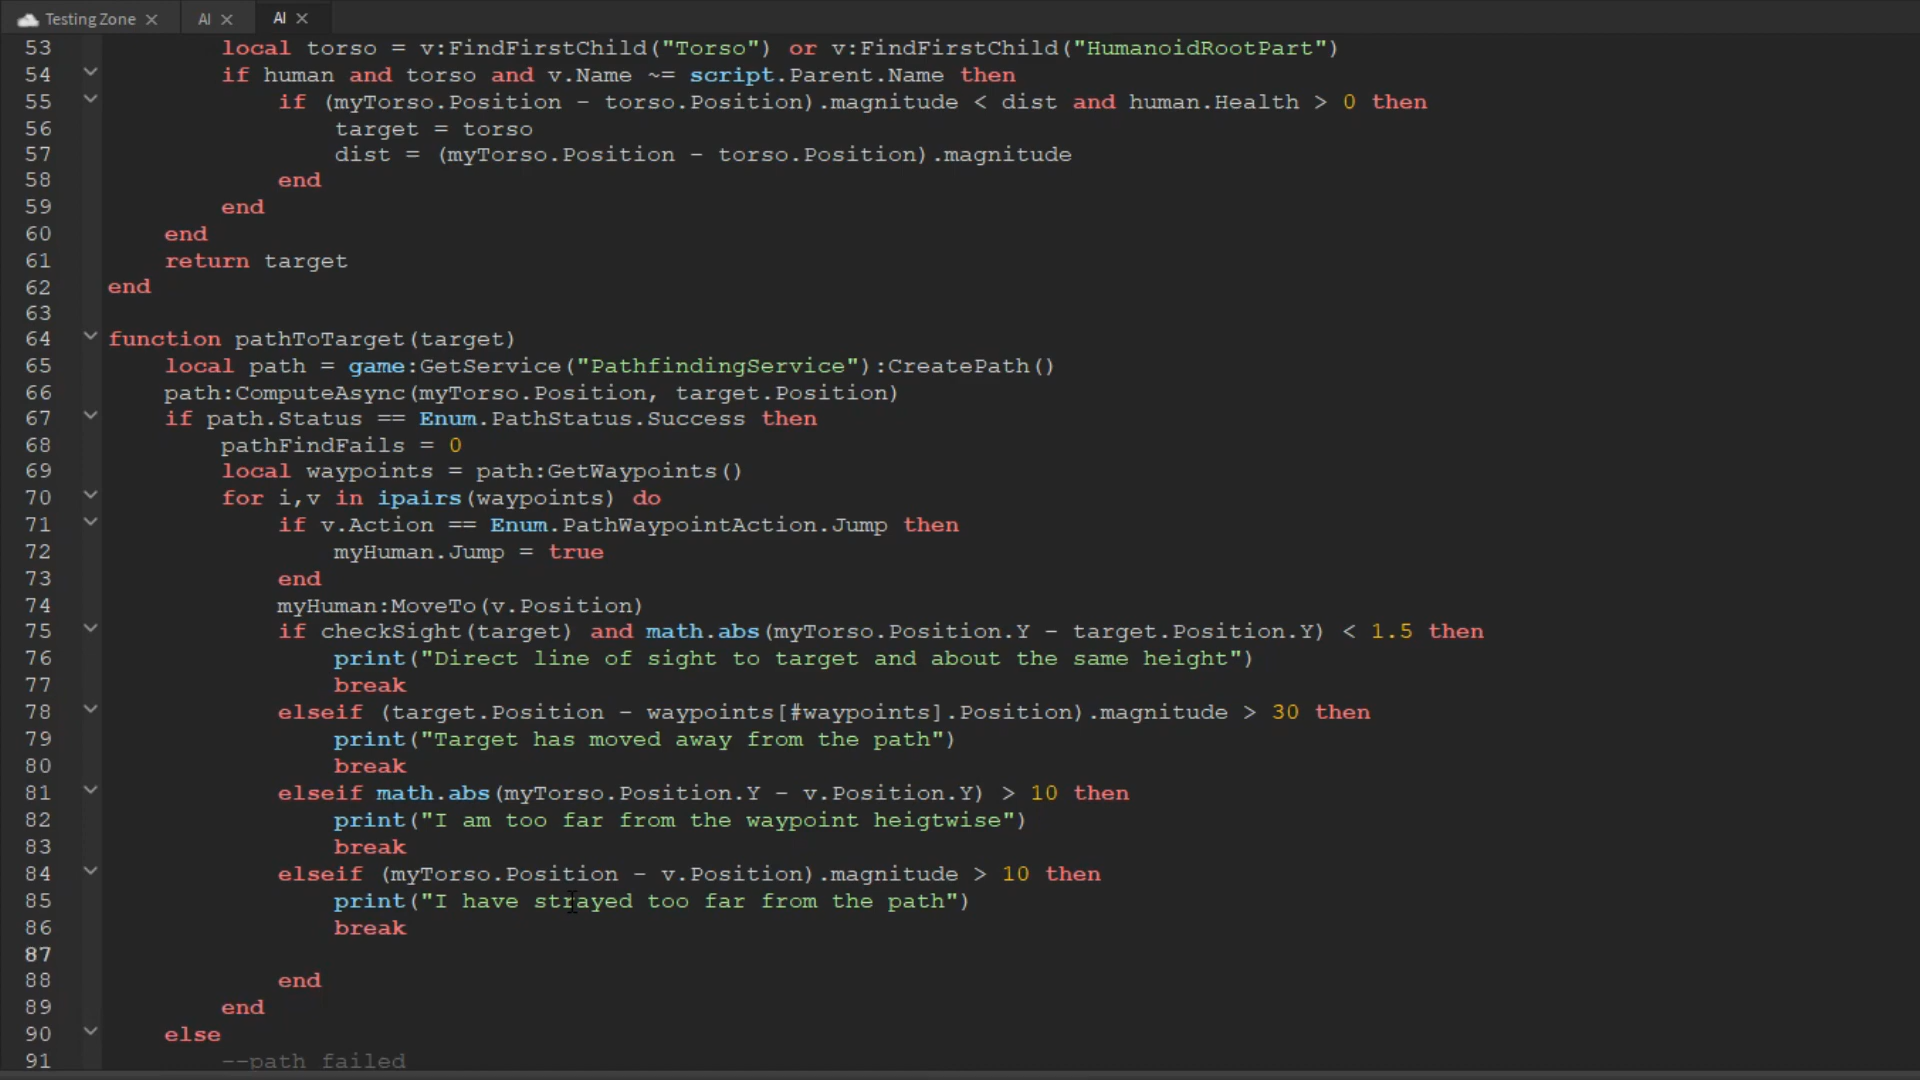 Testing Zone AI AI
53 local torso = v:FindFirstChild("Torso") or v:FindFirstChild("HumanoidRootPart")
54 if human and torso and v.Name ~= script.Parent.Name then
55 if (myTorso.Position - torso.Position).magnitude < dist and human.Health > 0 then
56 target = torso
57 dist = (myTorso.Position - torso.Position).magnitude
58 end
59 end
60 end
61 return target
62 end
63
64 function pathToTarget(target)
65 local path = game:GetService("PathfindingService"):CreatePath()
66 path:ComputeAsync(myTorso.Position, target.Position)
67 if path.Status == Enum.PathStatus.Success then
68 pathFindFails = 0
69 local waypoints = path:GetWaypoints()
70 for i,v in ipairs(waypoints) do
71 if v.Action == Enum.PathWaypointAction.Jump then
72 myHuman.Jump = true
73 end
74 myHuman:MoveTo(v.Position)
75 if checkSight(target) and math.abs(myTorso.Position.Y - target.Position.Y) < 1.5 then
76 print("Direct line of sight to target and about the same height")
77 break
78 elseif (target.Position - waypoints[#waypoints].Position).magnitude > 30 then
79 print("Target has moved away from the path")
80 break
81 elseif math.abs(myTorso.Position.Y - v.Position.Y) > 10 then
82 print("I am too far from the waypoint heigtwise")
83 break
84 elseif (myTorso.Position - v.Position).magnitude > 10 then
85 print("I have strayed too far from the path")
86 break
87
88 end
89 end
90 else
91 --path failed